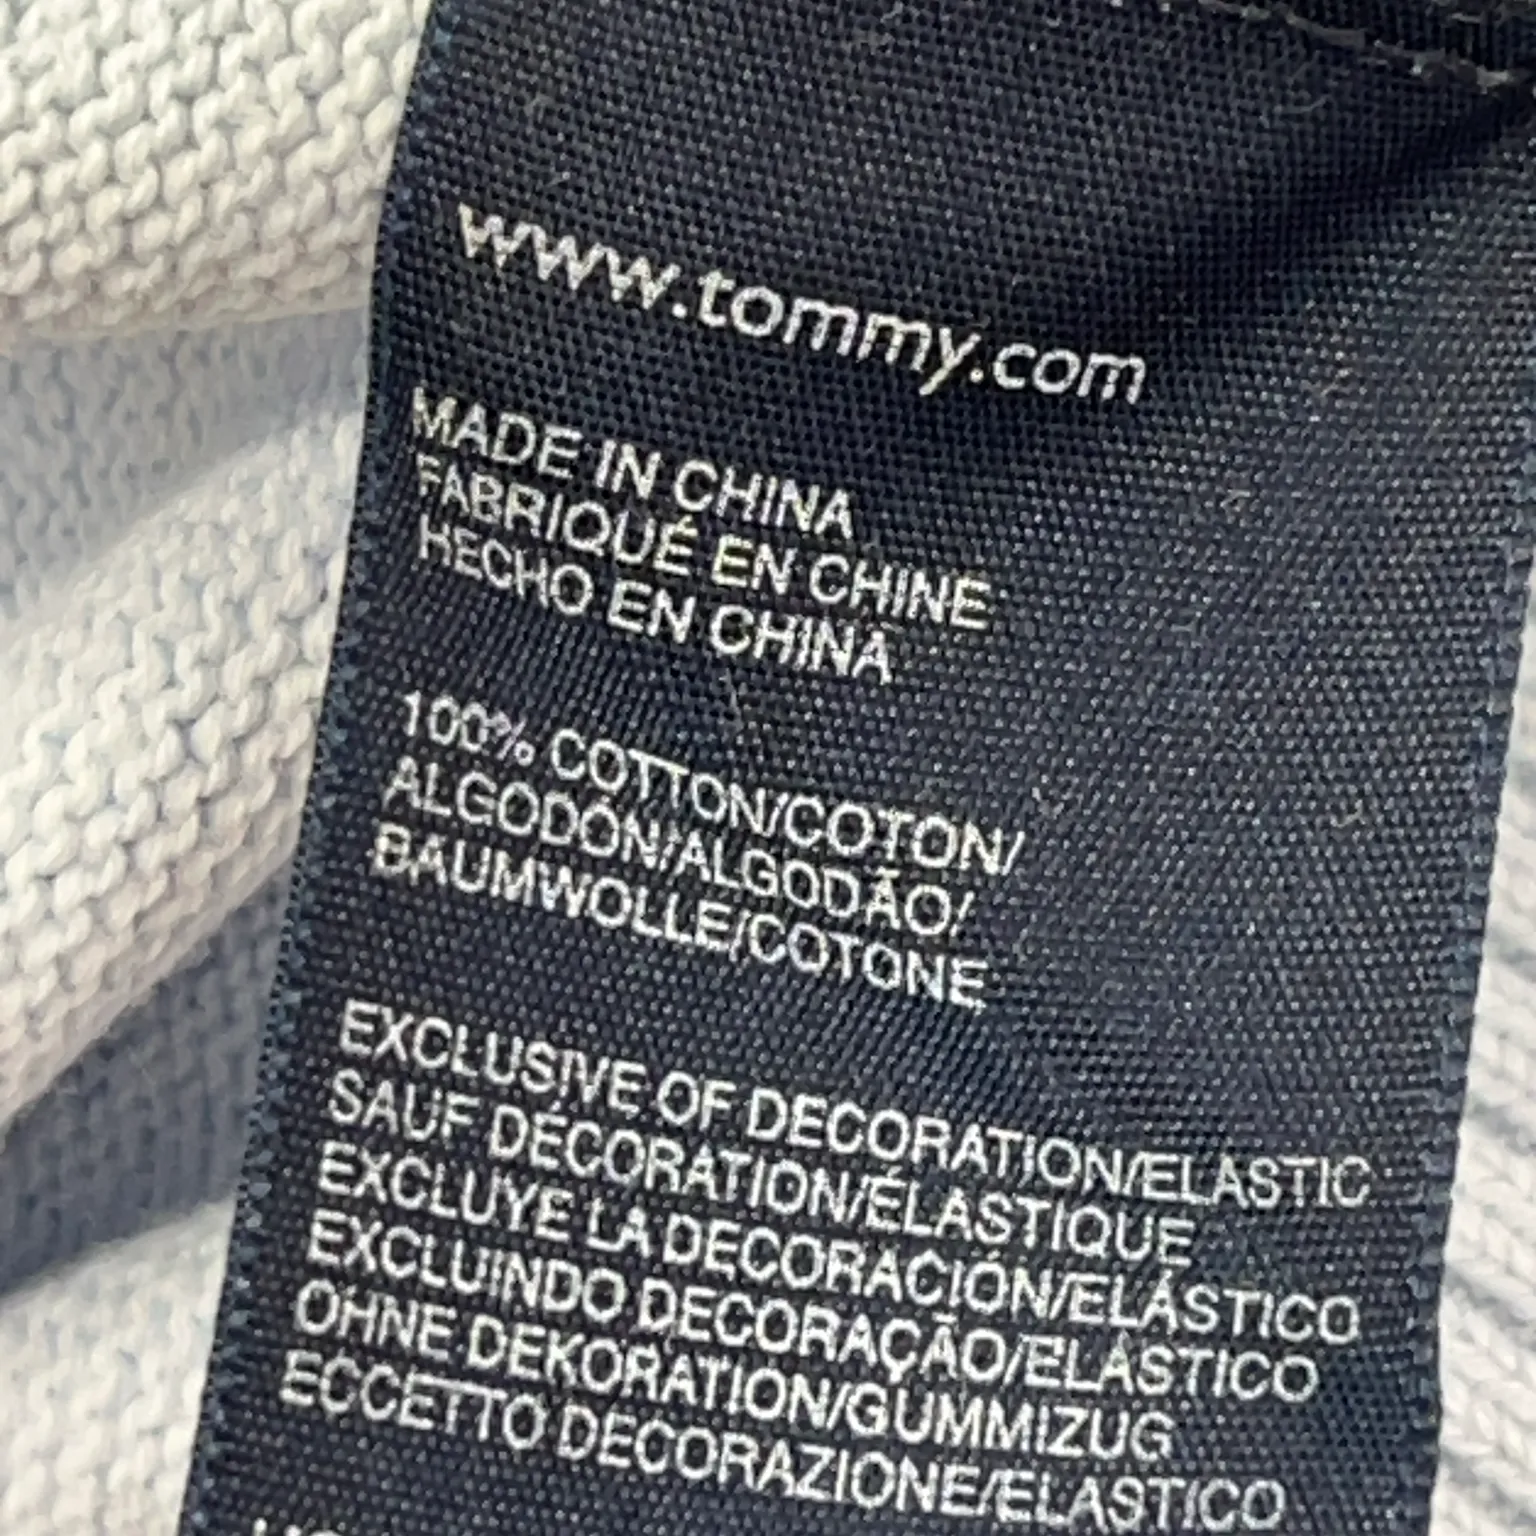 www.tommy.com
MADE IN CHINA
FABRIQUÉ EN CHINE
HECHO EN CHINA
100% COTTON/COTON/
ALGODÓN/ALGODÃO/
BAUMWOLLE/COTONE
EXCLUSIVE OF DECORATION/ELASTIC
SAUF DÉCORATION/ÉLASTIQUE
EXCLUYE LA DECORACIÓN/ELÁSTICO
EXCLUINDO DECORAÇÃO/ELÁSTICO
OHNE DEKORATION/GUMMIZUG
ECCETTO DECORAZIONE/ELASTICO